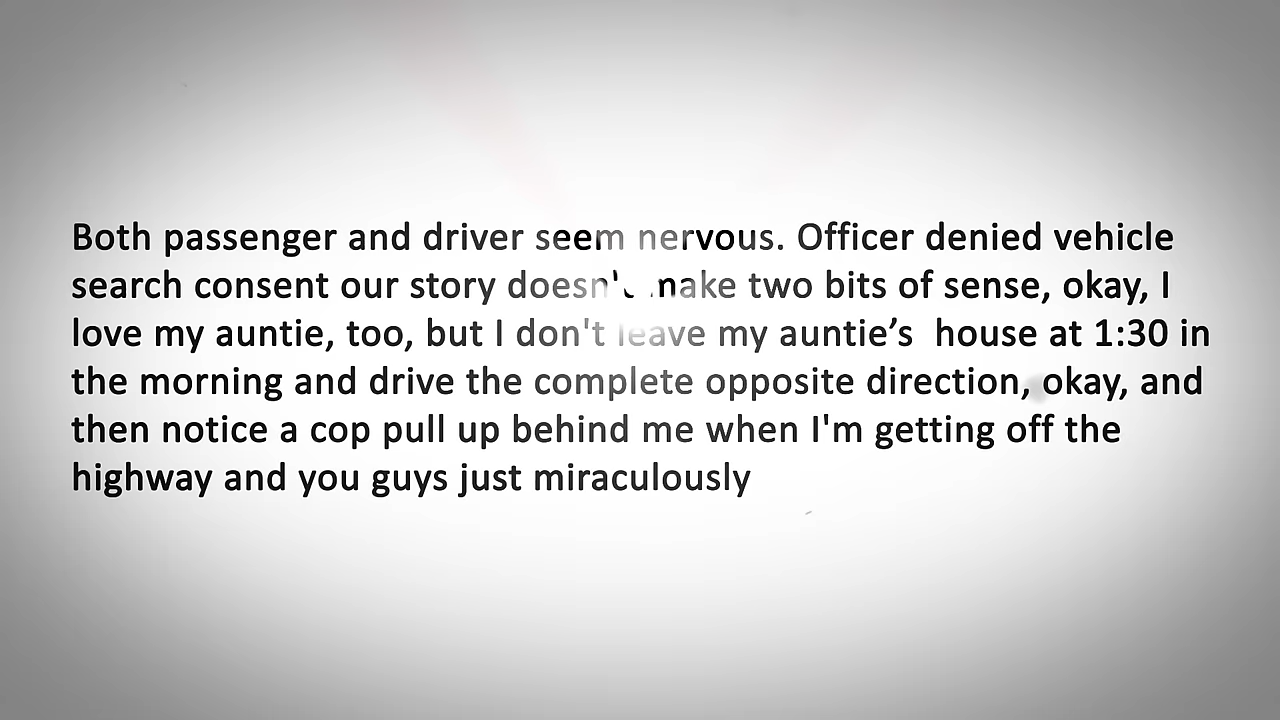 Both passenger and driver seem nervous. Officer denied vehicle
search consent our story doesn't make two bits of sense, okay, I
love my auntie, too, but I don't leave my auntie’s  house at 1:30 in
the morning and drive the complete opposite direction, okay, and
then notice a cop pull up behind me when I'm getting off the
highway and you guys just miraculously